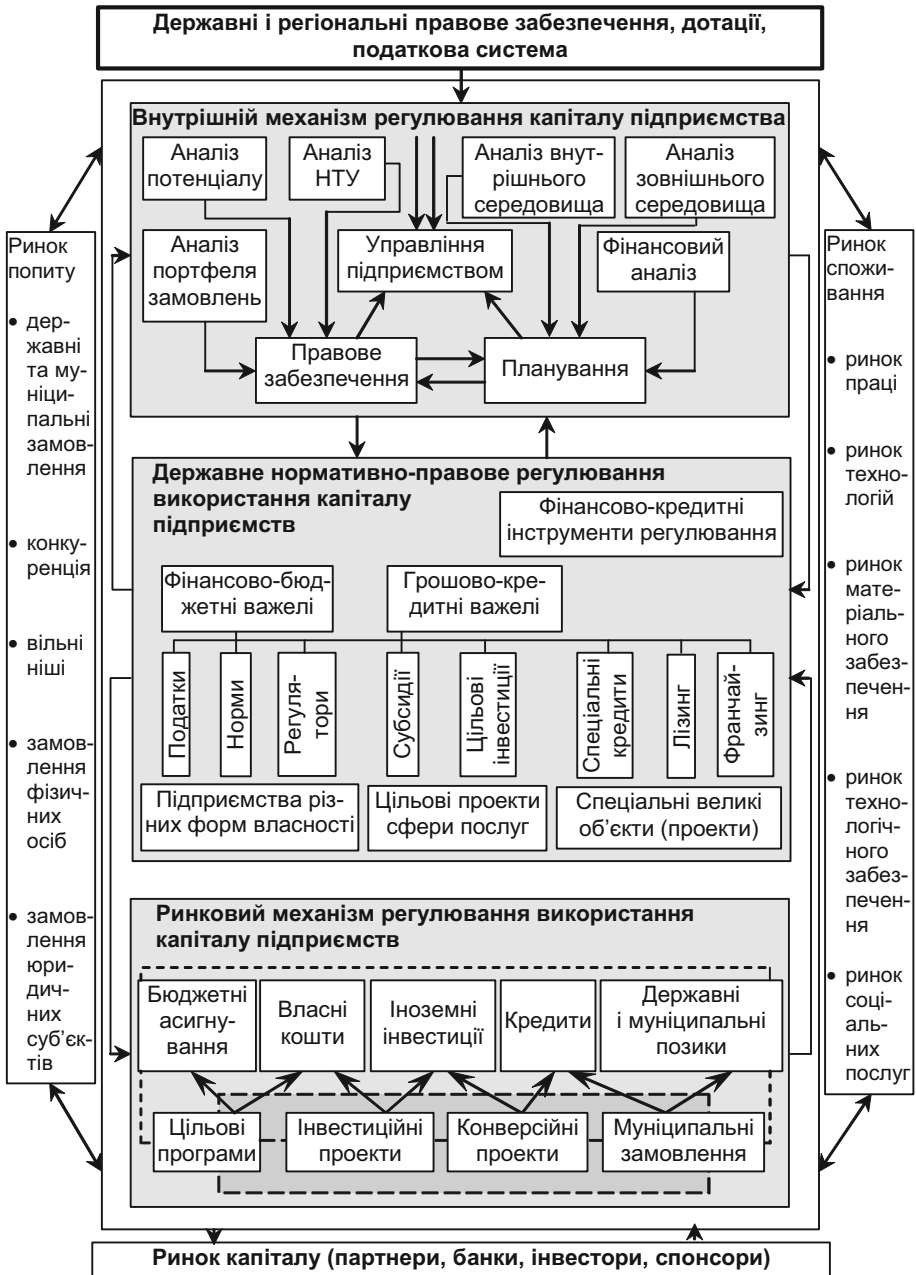 Державні і регіональні правове забезпечення, дотації,
податкова система
Внутрішній механізм регулювання капіталу підприємства
Аналіз
потенціалу
Аналіз
НТУ
Аналіз внут-
рішнього
середовища
Аналіз
зовнішнього
середовища
Аналіз
портфеля
замовлень
Управління
підприємством
Фінансовий
аналіз
Правове
забезпечення
Планування
Ринок
попиту
• дер-
жавні
та му-
ніци-
пальні
замов-
лення
• конку-
ренція
• вільні
ніші
• замов-
лення
фізич-
них
осіб
• замов-
лення
юри-
дич-
них
суб’єк-
тів
Державне нормативно-правове регулювання
використання капіталу
підприємств
Фінансово-кредитні
інструменти регулювання
Фінансово-бюд-
жетні важелі
Грошово-кре-
дитні важелі
Податки
Норми
Регуля-
тори
Субсидії
Цільові
інвестиції
Спеціальні
кредити
Лізинг
Франчай-
зинг
Підприємства різ-
них форм власності
Цільові проекти
сфери послуг
Спеціальні великі
об’єкти (проекти)
Ринковий механізм регулювання використання
капіталу підприємств
Бюджетні
асигну-
вання
Власні
кошти
Іноземні
інвестиції
Кредити
Державні
і муніципальні
позики
Цільові
програми
Інвестиційні
проекти
Конверсійні
проекти
Муніципальні
замовлення
Ринок
спожи-
вання
• ринок
праці
• ринок
техно-
логій
• ринок
мате-
ріаль-
ного
забез-
печен-
ня
• ринок
техно-
логіч-
ного
забез-
печен-
ня
• ринок
соці-
аль-
них
послуг
Ринок капіталу (партнери, банки, інвестори, спонсори)